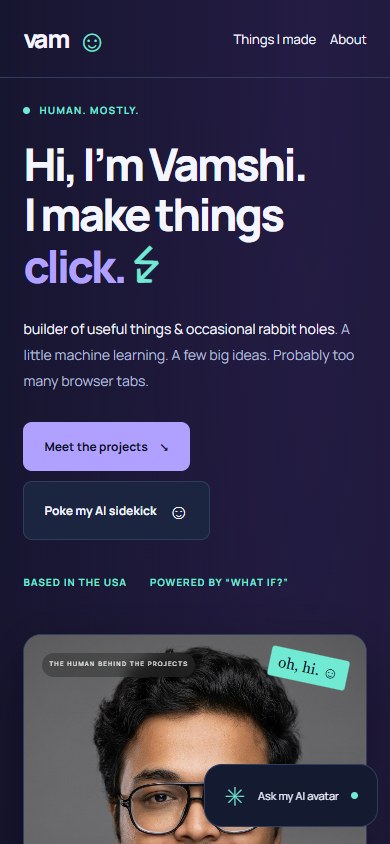 vam ☺
Things I made About
HUMAN. MOSTLY.
Hi, I’m Vamshi.
I make things
click.
builder of useful things & occasional rabbit holes. A
little machine learning. A few big ideas. Probably too
many browser tabs.
Meet the projects ↘
Poke my AI sidekick ☺
BASED IN THE USA POWERED BY “WHAT IF?”
THE HUMAN BEHIND THE PROJECTS
oh, hi. ☺
Ask my AI avatar